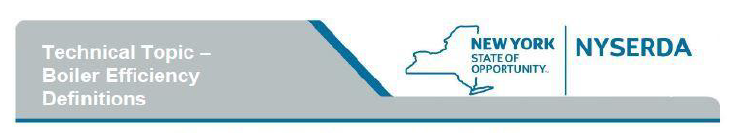 Technical Topic –
Boiler Efficiency
Definitions
NEW YORK
STATE OF
OPPORTUNITY.
NYSERDA